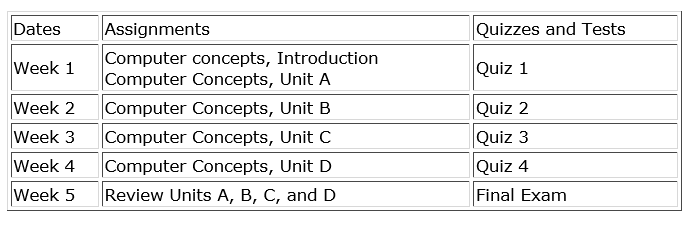 Dates Assignments Quizzes and Tests
Week 1 Computer concepts, Introduction
Computer Concepts, Unit A Quiz 1
Week 2 Computer Concepts, Unit B Quiz 2
Week 3 Computer Concepts, Unit C Quiz 3
Week 4 Computer Concepts, Unit D Quiz 4
Week 5 Review Units A, B, C, and D Final Exam